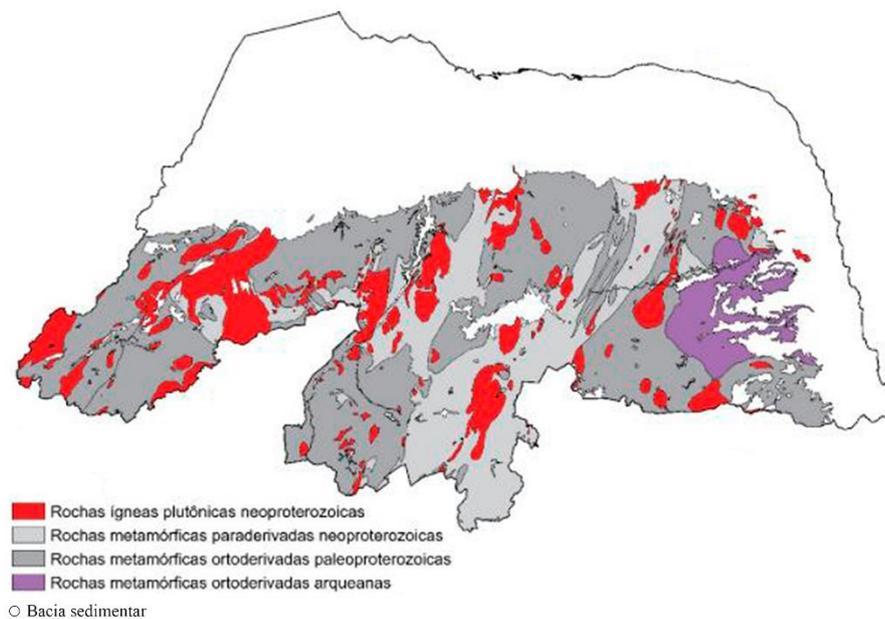 Rochas ígneas plutônicas neoproterozoicas
Rochas metamórficas paraderivadas neoproterozoicas
Rochas metamórficas ortoderivadas paleoproterozoicas
Rochas metamórficas ortoderivadas arqueanas
Bacia sedimentar